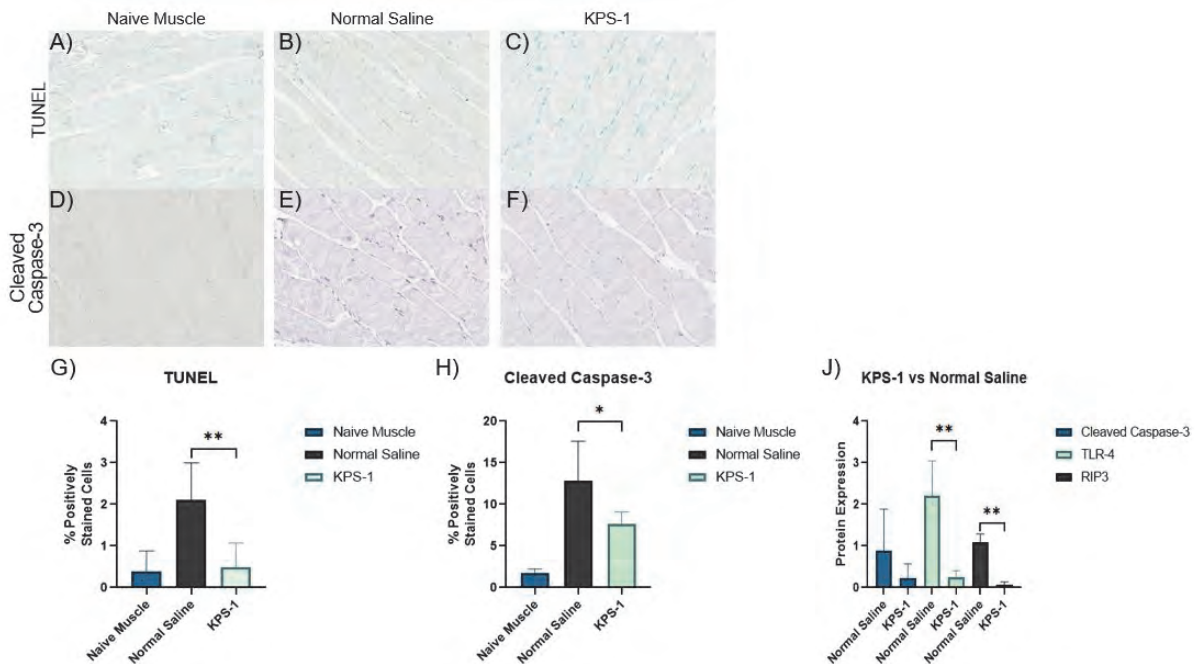 Naive Muscle
Normal Saline
KPS-1
A)
B)
C)
TUNEL
D)
E)
F)
Cleaved
Caspase-3
G)
TUNEL
% Positively
Stained Cells
4
3
2
1
0
**
Naive Muscle
Normal Saline
KPS-1
Naive Muscle
Normal Saline
KPS-1
H)
Cleaved Caspase-3
% Positively
Stained Cells
20
15
10
5
0
*
Naive Muscle
Normal Saline
KPS-1
Naive Muscle
Normal Saline
KPS-1
J)
KPS-1 vs Normal Saline
Protein Expression
4
3
2
1
0
**
**
Normal Saline
KPS-1
Normal Saline
KPS-1
Normal Saline
KPS-1
Cleaved Caspase-3
TLR-4
RIP3